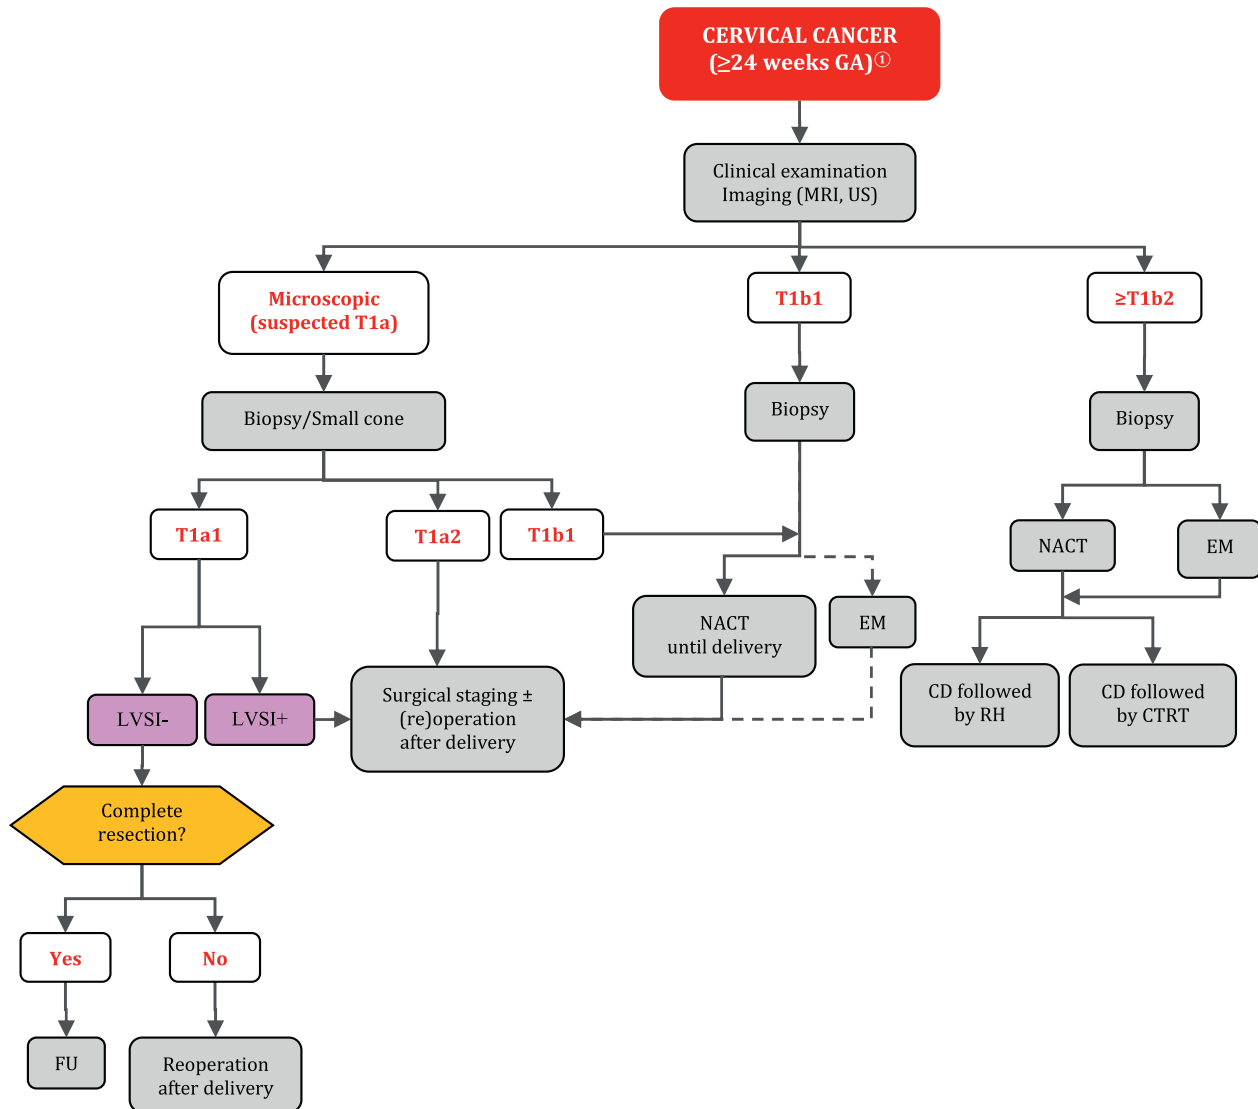 CERVICAL CANCER
(≥24 weeks GA)①
Clinical examination
Imaging (MRI, US)
Microscopic
(suspected T1a)
T1b1
≥T1b2
Biopsy/Small cone
Biopsy
Biopsy
T1a1
T1a2
T1b1
NACT
EM
NACT
until delivery
EM
LVSI-
LVSI+
Surgical staging ±
(re)operation
after delivery
CD followed
by RH
CD followed
by CTRT
Complete
resection?
Yes
No
FU
Reoperation
after delivery